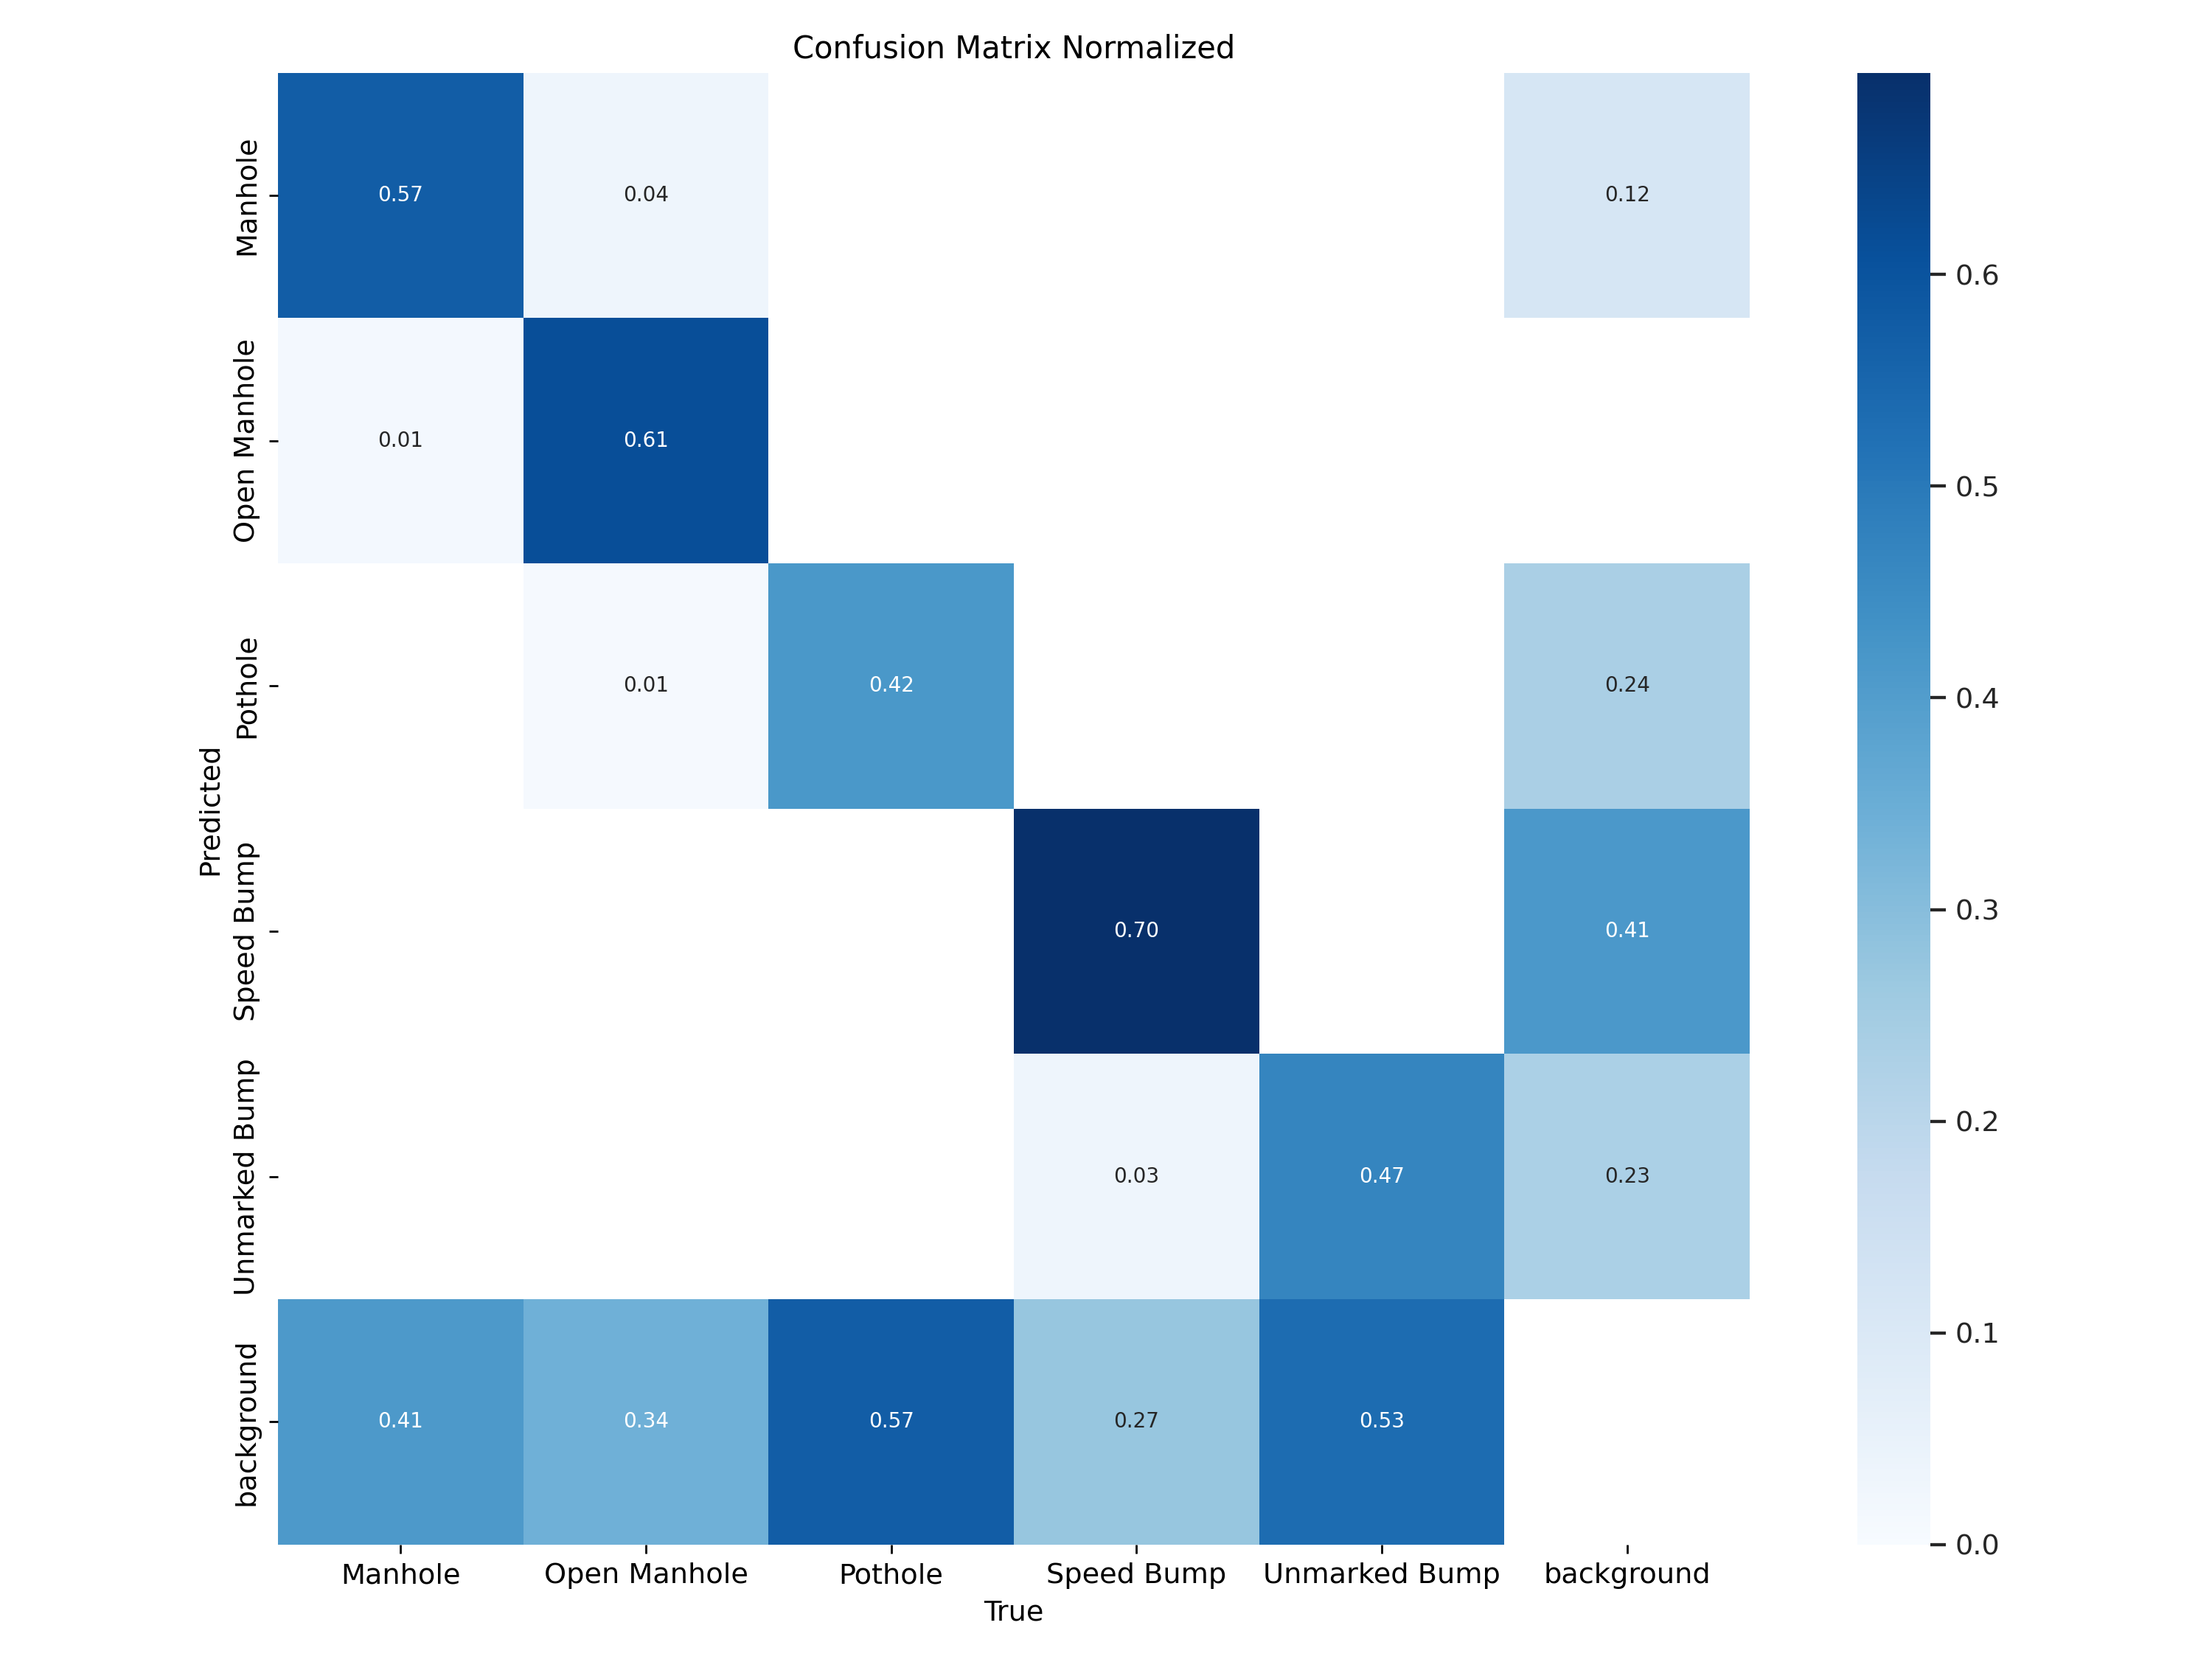 Confusion Matrix Normalized
Predicted
Manhole
0.57
0.04
0.12
Open Manhole
0.01
0.61
Pothole
0.01
0.42
0.24
Speed Bump
0.70
0.41
Unmarked Bump
0.03
0.47
0.23
background
0.41
0.34
0.57
0.27
0.53
Manhole
Open Manhole
Pothole
Speed Bump
Unmarked Bump
background
True
0.6
0.5
0.4
0.3
0.2
0.1
0.0